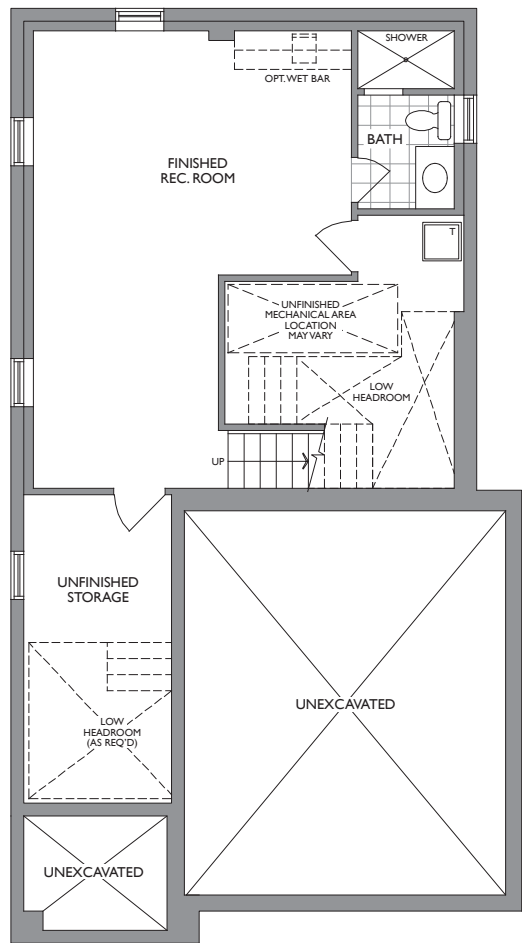 SHOWER
OPT. WET BAR
BATH
FINISHED
REC. ROOM
T
UNFINISHED
MECHANICAL AREA
LOCATION
MAY VARY
LOW
HEADROOM
UP
UNFINISHED
STORAGE
UNEXCAVATED
LOW
HEADROOM
(AS REQ'D)
UNEXCAVATED